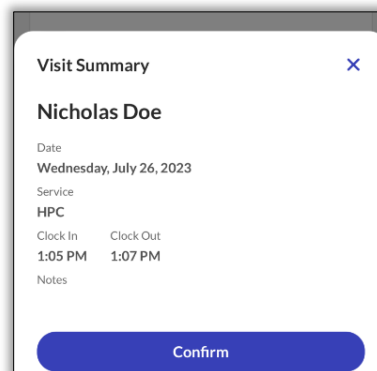 Visit Summary
Nicholas Doe
Date
Wednesday, July 26, 2023
Service
HPC
Clock In Clock Out
1:05 PM 1:07 PM
Notes
Confirm